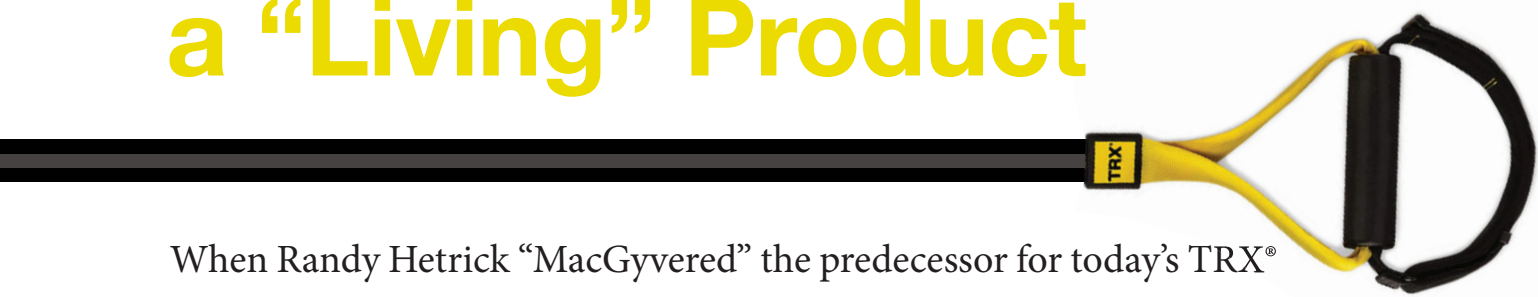 a “Living” Product
TRX
When Randy Hetrick “MacGyvered” the predecessor for today’s TRX®